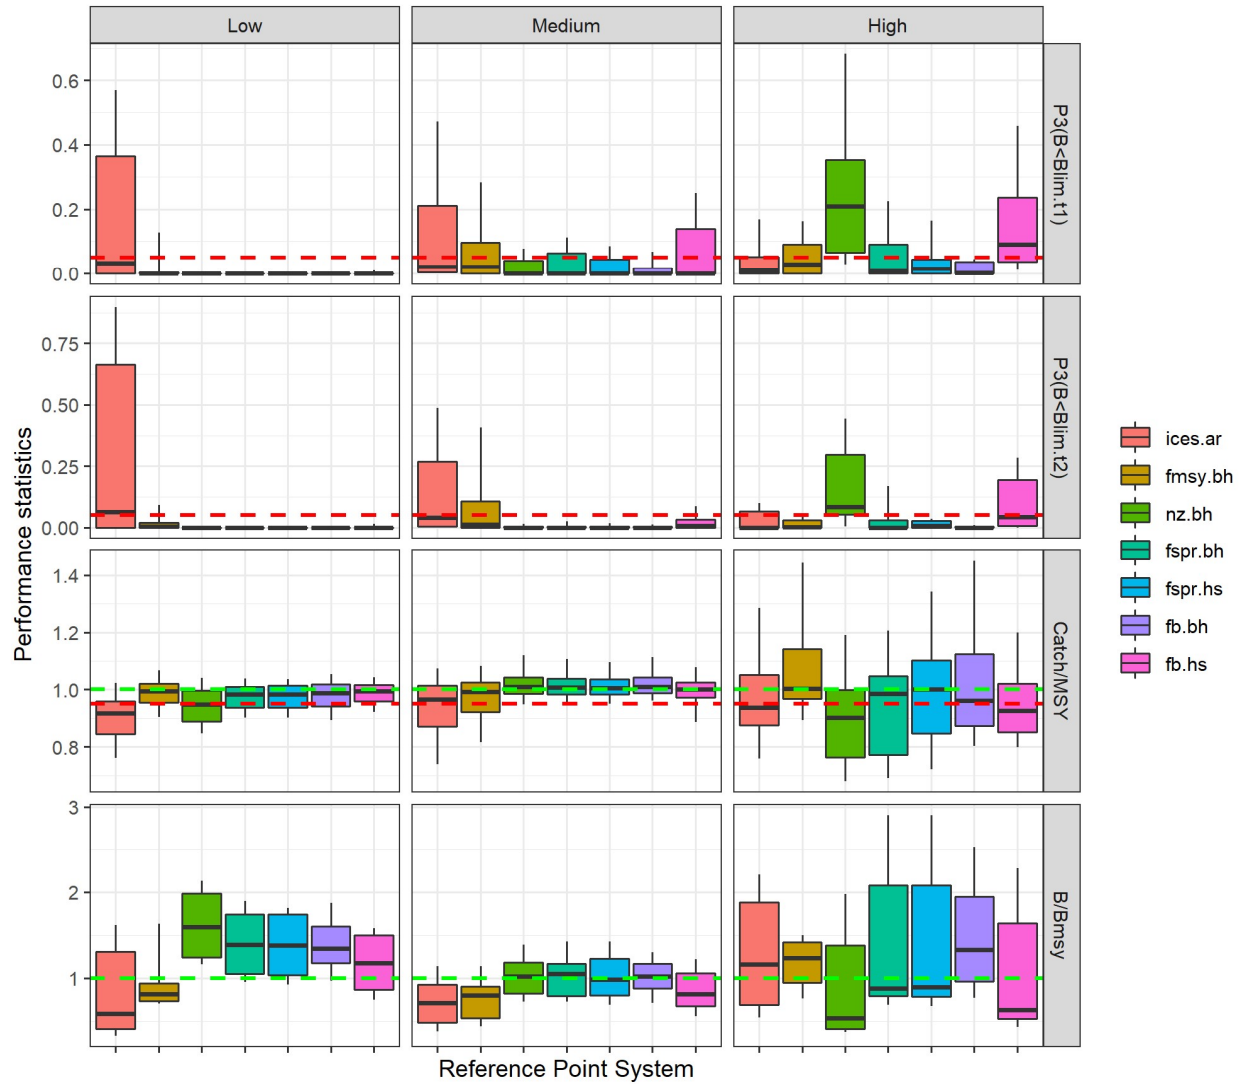 Low
Medium
High
0.6
0.4
0.2
0.0
P3(B<Blim.t1)
0.75
0.50
0.25
0.00
P3(B<Blim.t2)
1.4
1.2
1.0
0.8
Catch/MSY
3
2
1
B/Bmsy
Performance statistics
Reference Point System
ices.ar
fmsy.bh
nz.bh
fspr.bh
fspr.hs
fb.bh
fb.hs